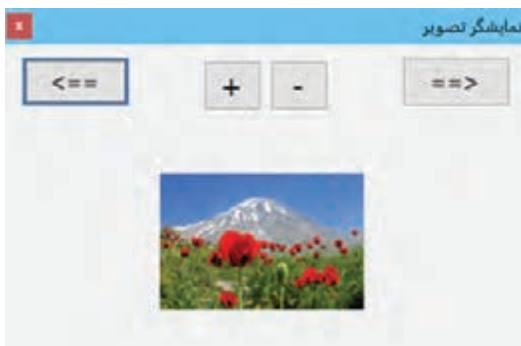 نمایشگر تصویر
x
<==
+
-
==>